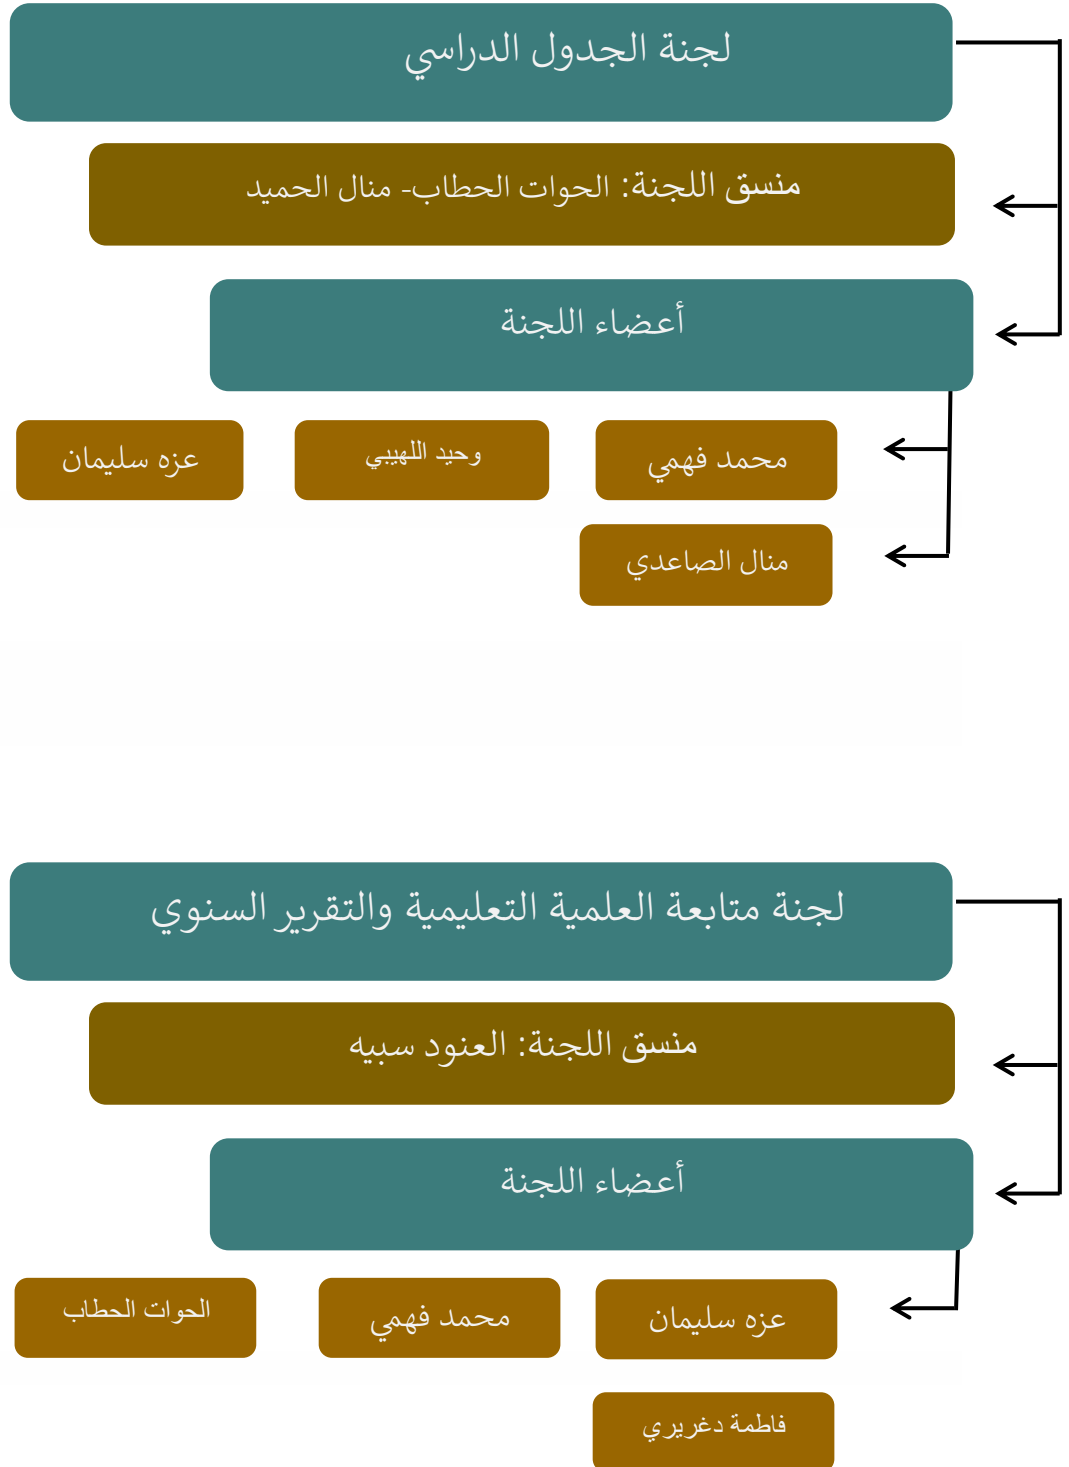 لجنة الجدول الدراسي
منسق اللجنة: الحوات الحطاب- منال الحميد
أعضاء اللجنة
محمد فهمي
وحيد اللهيبي
عزه سليمان
منال الصاعدي
لجنة متابعة العلمية التعليمية والتقرير السنوي
منسق اللجنة: العنود سبيه
أعضاء اللجنة
عزه سليمان
محمد فهمي
الحوات الحطاب
فاطمة دغريري